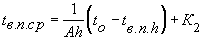 t_{в.п.ср} = \frac{1}{Ah}(t_o - t_{в.п.h}) + K_2